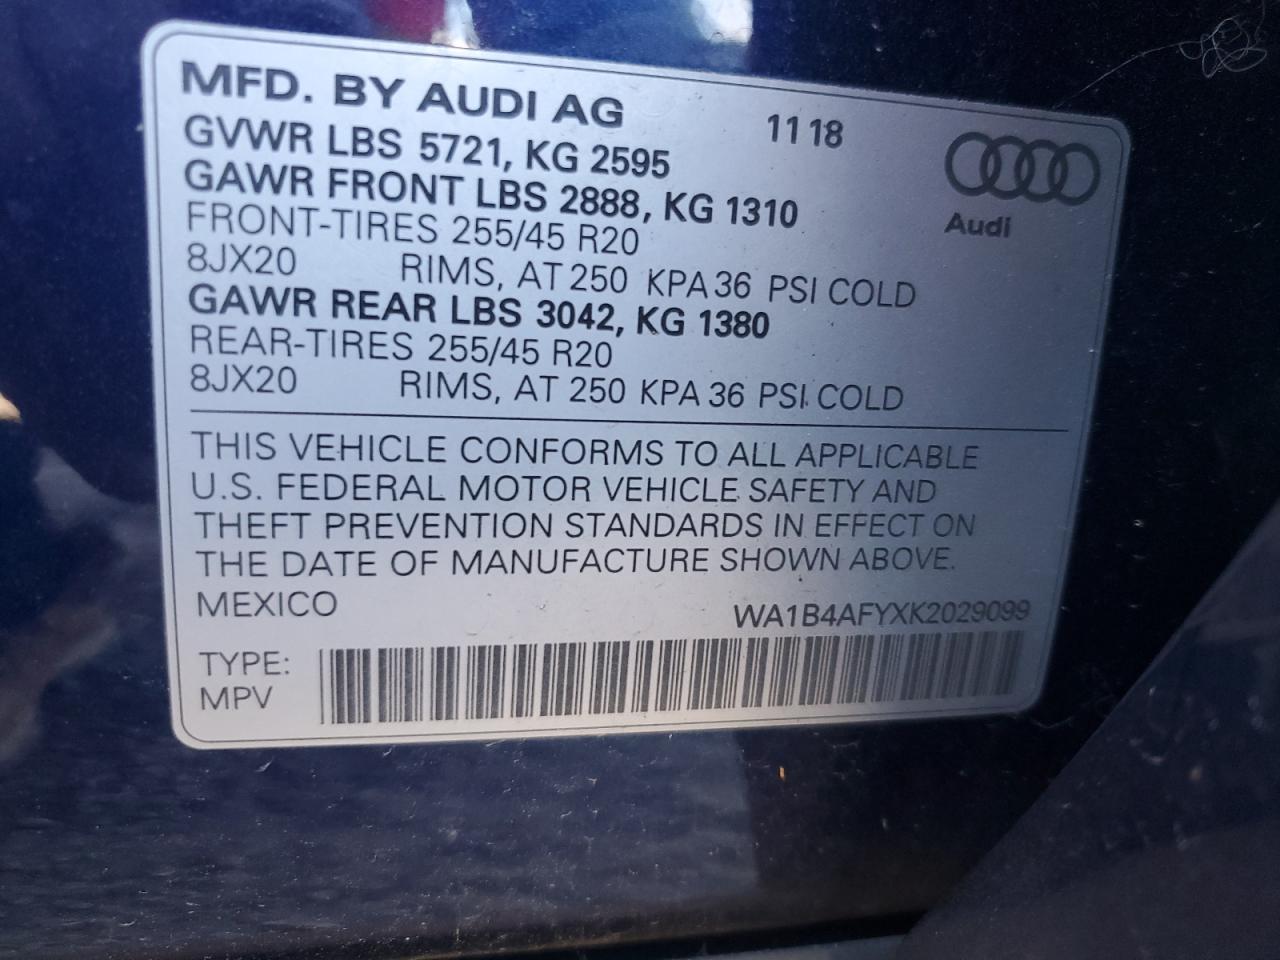 MFD. BY AUDI AG 11 18
GVWR LBS 5721, KG 2595
GAWR FRONT LBS 2888, KG 1310
Audi
FRONT-TIRES 255/45 R20
8JX20 RIMS, AT 250 KPA 36 PSI COLD
GAWR REAR LBS 3042, KG 1380
REAR-TIRES 255/45 R20
8JX20 RIMS, AT 250 KPA 36 PSI COLD
THIS VEHICLE CONFORMS TO ALL APPLICABLE
U.S. FEDERAL MOTOR VEHICLE SAFETY AND
THEFT PREVENTION STANDARDS IN EFFECT ON
THE DATE OF MANUFACTURE SHOWN ABOVE.
MEXICO WA1B4AFYXK2029099
TYPE:
MPV